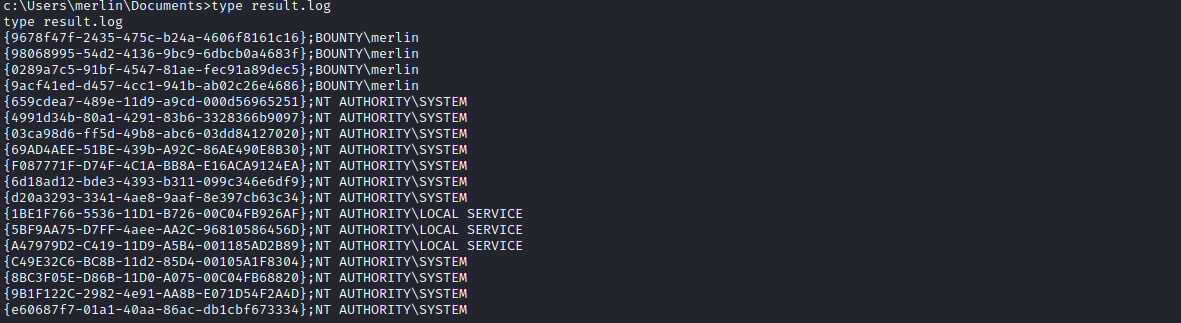 c:\Users\merlin\Documents>type result.log
type result.log
{9678f47f-2435-475c-b24a-4606f8161c16};BOUNTY\merlin
{98068995-54d2-4136-9bc9-6dbcb0a4683f};BOUNTY\merlin
{0289a7c5-91bf-4547-81ae-fec91a89dec5};BOUNTY\merlin
{9acf41ed-d457-4cc1-941b-ab02c26e4686};BOUNTY\merlin
{659cdea7-489e-11d9-a9cd-000d56965251};NT AUTHORITY\SYSTEM
{4991d34b-80a1-4291-83b6-3328366b9097};NT AUTHORITY\SYSTEM
{03ca98d6-ff5d-49b8-abc6-03dd84127020};NT AUTHORITY\SYSTEM
{69AD4AEE-51BE-439b-A92C-86AE490E8B30};NT AUTHORITY\SYSTEM
{F087771F-D74F-4C1A-BB8A-E16ACA9124EA};NT AUTHORITY\SYSTEM
{6d18ad12-bde3-4393-b311-099c346e6df9};NT AUTHORITY\SYSTEM
{d20a3293-3341-4ae8-9aaf-8e397cb63c34};NT AUTHORITY\SYSTEM
{1BE1F766-5536-11D1-B726-00C04FB926AF};NT AUTHORITY\LOCAL SERVICE
{5BF9AA75-D7FF-4aee-AA2C-96810586456D};NT AUTHORITY\LOCAL SERVICE
{A47979D2-C419-11D9-A5B4-001185AD2B89};NT AUTHORITY\LOCAL SERVICE
{C49E32C6-BC8B-11d2-85D4-00105A1F8304};NT AUTHORITY\SYSTEM
{8BC3F05E-D86B-11D0-A075-00C04FB68820};NT AUTHORITY\SYSTEM
{9B1F122C-2982-4e91-AA8B-E071D54F2A4D};NT AUTHORITY\SYSTEM
{e60687f7-01a1-40aa-86ac-db1cbf673334};NT AUTHORITY\SYSTEM